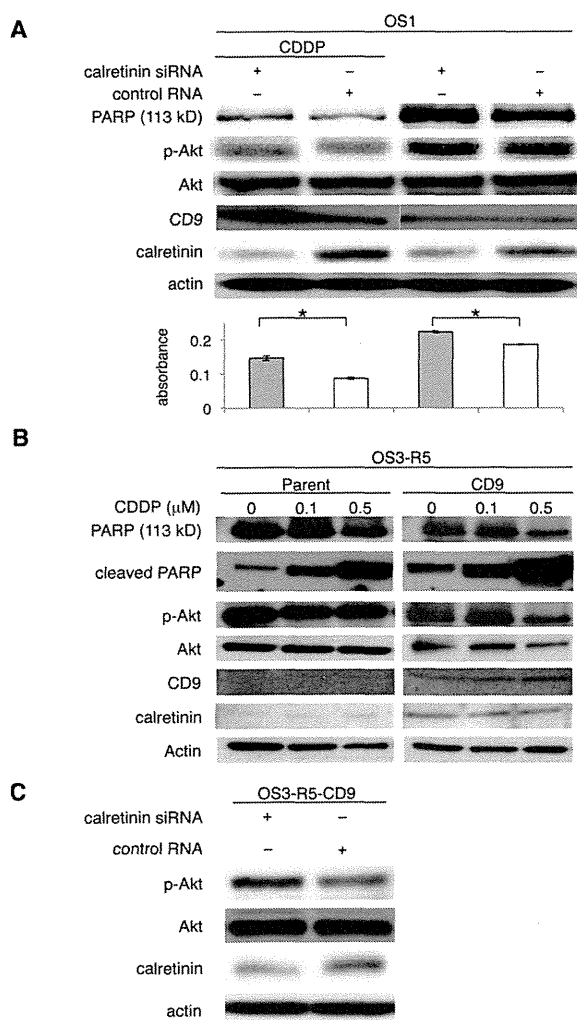 A
OS1
CDDP
calretinin siRNA + – + –
control RNA – + – +
PARP (113 kD)
p-Akt
Akt
CD9
calretinin
actin
* *
absorbance
0.2
0.1
0
B
OS3-R5
Parent CD9
CDDP (μM) 0 0.1 0.5 0 0.1 0.5
PARP (113 kD)
cleaved PARP
p-Akt
Akt
CD9
calretinin
Actin
C
OS3-R5-CD9
calretinin siRNA + –
control RNA – +
p-Akt
Akt
calretinin
actin